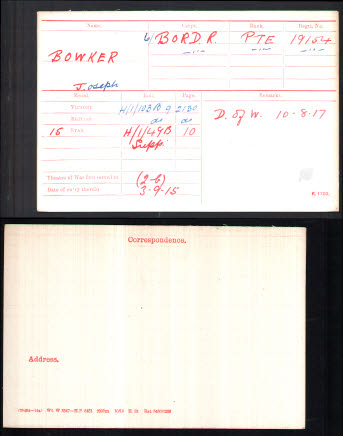 Name. Corps. Rank. Regtl. No.
6/BORD.R. PTE 19154
BOWKER
Joseph
Medal. Roll. Page. Remarks.
Victory H/1/103B9 2130 D. of W. 10-8-17
British do do
15 Star H/1/49B 10
Supp.
Theatre of War first served in (2-B)
Date of entry therein 3-9-15
K. 1380.
Correspondence.
Address.